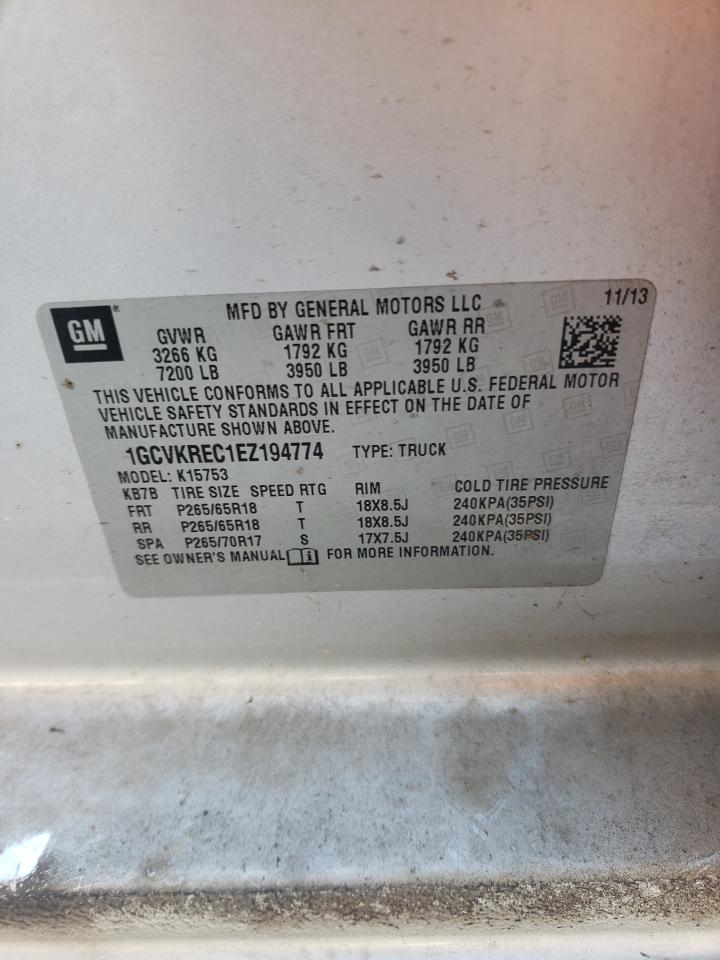 GM®
MFD BY GENERAL MOTORS LLC 11/13
GVWR GAWR FRT GAWR RR
3266 KG 1792 KG 1792 KG
7200 LB 3950 LB 3950 LB
THIS VEHICLE CONFORMS TO ALL APPLICABLE U.S. FEDERAL MOTOR
VEHICLE SAFETY STANDARDS IN EFFECT ON THE DATE OF
MANUFACTURE SHOWN ABOVE.
1GCVKREC1EZ194774 TYPE: TRUCK
MODEL: K15753
KB7B TIRE SIZE SPEED RTG RIM COLD TIRE PRESSURE
FRT P265/65R18 T 18X8.5J 240KPA(35PSI)
RR P265/65R18 T 18X8.5J 240KPA(35PSI)
SPA P265/70R17 S 17X7.5J 240KPA(35PSI)
SEE OWNER'S MANUAL i FOR MORE INFORMATION.